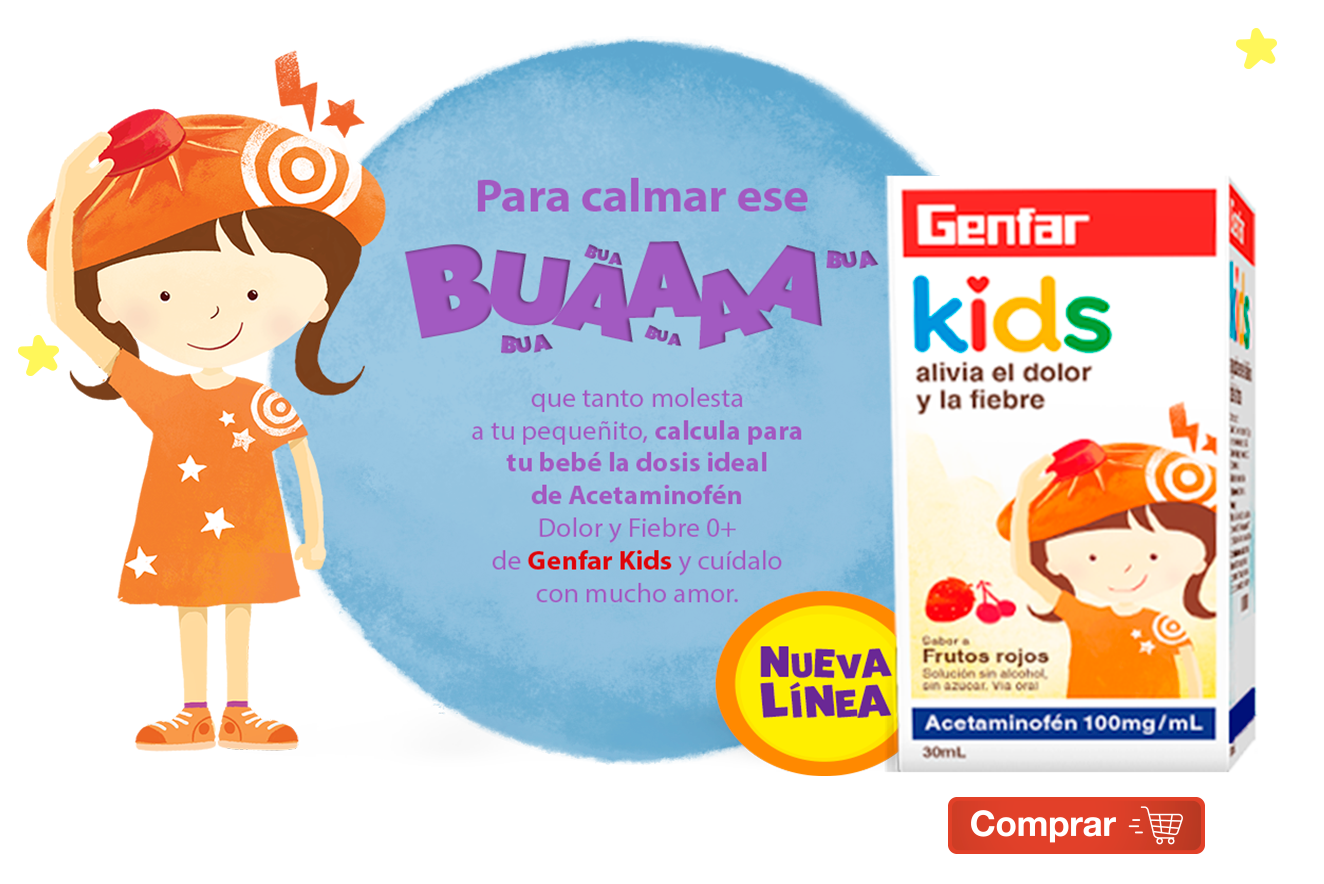 Para calmar ese
BUAAAAA
BUA
BUA
BUA
BUA
que tanto molesta
a tu pequeñito, calcula para
tu bebé la dosis ideal
de Acetaminofén
Dolor y Fiebre 0+
de Genfar Kids y cuídalo
con mucho amor.
NUEVA
LÍNEA
Genfar
kids
alivia el dolor
y la fiebre
Sabor a
Frutos rojos
Solución sin alcohol,
sin azúcar. Vía oral
Acetaminofén 100mg/mL
30mL
Comprar